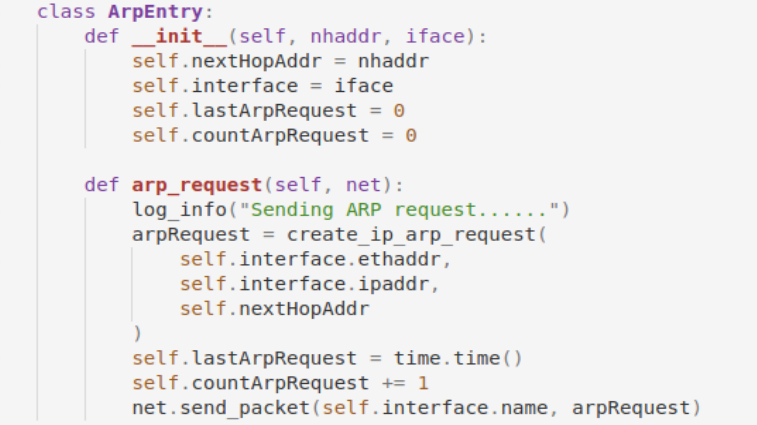 class ArpEntry:
    def __init__(self, nhaddr, iface):
        self.nextHopAddr = nhaddr
        self.interface = iface
        self.lastArpRequest = 0
        self.countArpRequest = 0
    def arp_request(self, net):
        log_info("Sending ARP request......")
        arpRequest = create_ip_arp_request(
            self.interface.ethaddr,
            self.interface.ipaddr,
            self.nextHopAddr
        )
        self.lastArpRequest = time.time()
        self.countArpRequest += 1
        net.send_packet(self.interface.name, arpRequest)